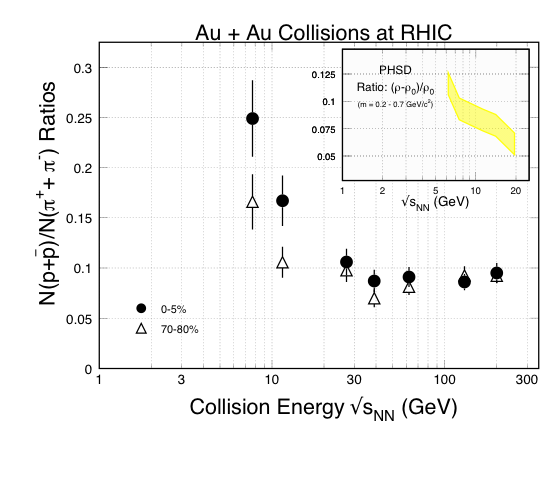 Au + Au Collisions at RHIC
N(p+p̄)/N(π⁺+ π⁻) Ratios
0.3
0.25
0.2
0.15
0.1
0.05
0
0.125
0.1
0.075
0.05
PHSD
Ratio: (ρ-ρ₀)/ρ₀
(m = 0.2 - 0.7 GeV/c²)
1 2 5 10 20
√s_NN (GeV)
0-5%
70-80%
1 3 10 30 100 300
Collision Energy √s_NN (GeV)